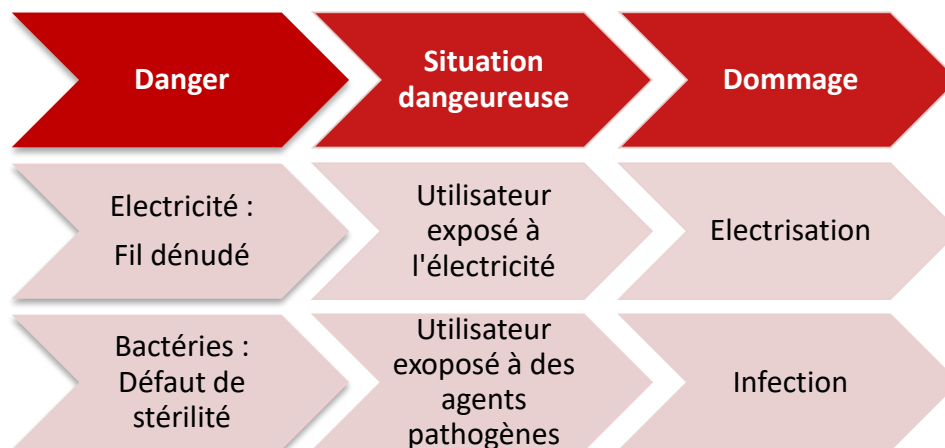 Danger
Situation
dangeureuse
Dommage
Electricité :
Fil dénudé
Utilisateur
exposé à
l'électricité
Electrisation
Bactéries :
Défaut de
stérilité
Utilisateur
exoposé à des
agents
pathogènes
Infection